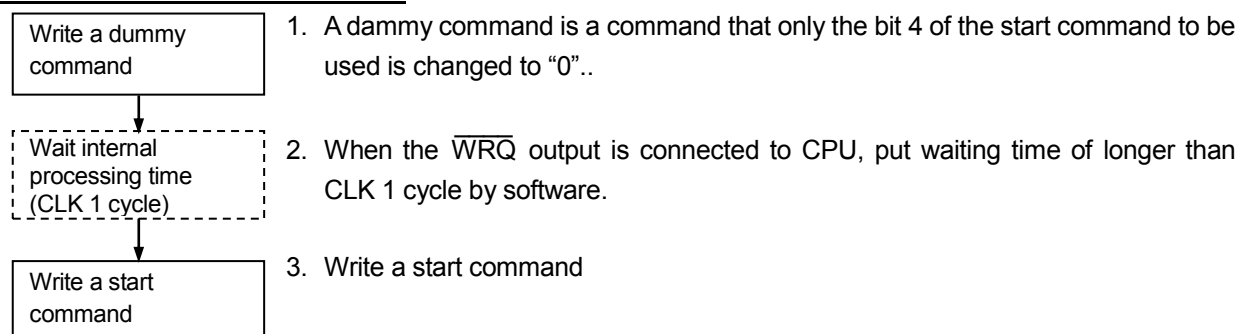 Write a dummy
command
1. A dammy command is a command that only the bit 4 of the start command to be
used is changed to “0”..
Wait internal
processing time
(CLK 1 cycle)
2. When the W̅R̅Q̅ output is connected to CPU, put waiting time of longer than
CLK 1 cycle by software.
Write a start
command
3. Write a start command